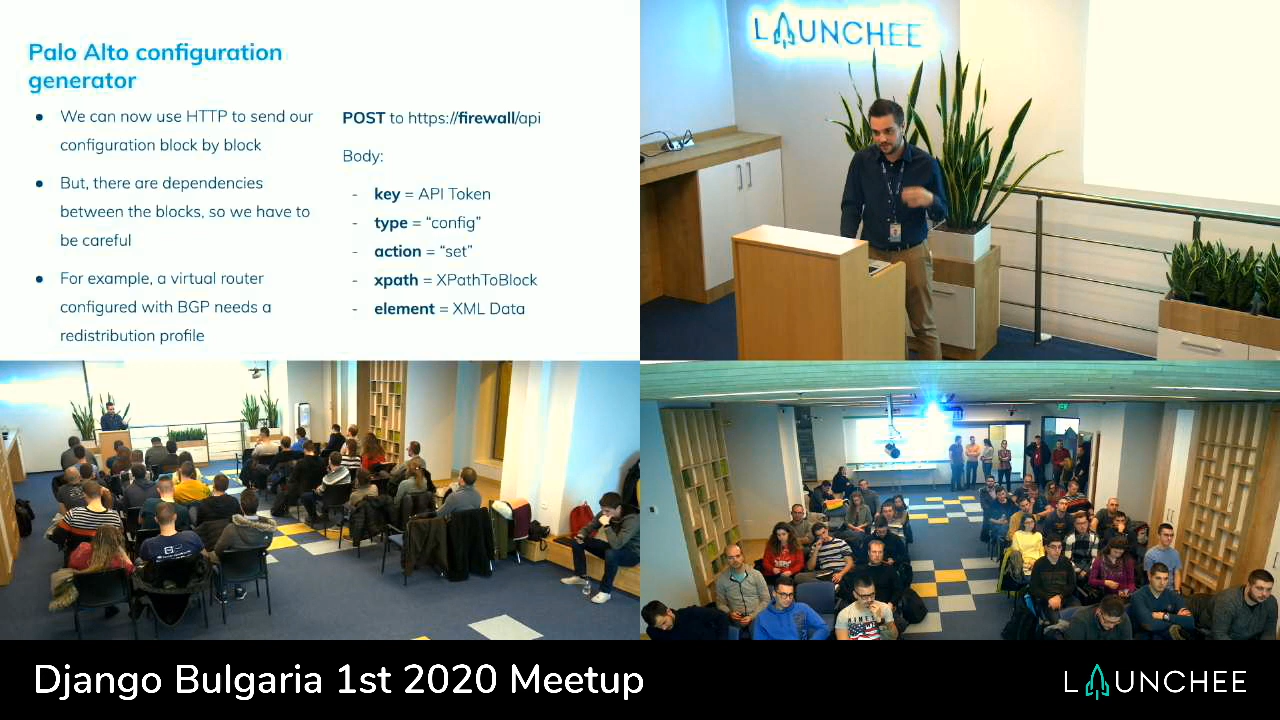 Palo Alto configuration
generator
● We can now use HTTP to send our
configuration block by block
● But, there are dependencies
between the blocks, so we have to
be careful
● For example, a virtual router
configured with BGP needs a
redistribution profile
POST to https://firewall/api
Body:
- key = API Token
- type = “config”
- action = “set”
- xpath = XPathToBlock
- element = XML Data
LAUNCHEE
Django Bulgaria 1st 2020 Meetup
LAUNCHEE